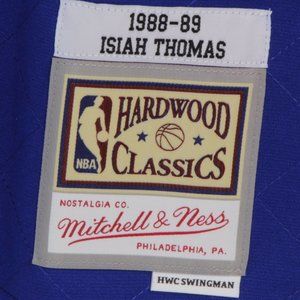 1988-89
ISIAH THOMAS
HARDWOOD
NBA
CLASSICS
NOSTALGIA CO.
Mitchell & Ness
PHILADELPHIA, PA.
HWC SWINGMAN